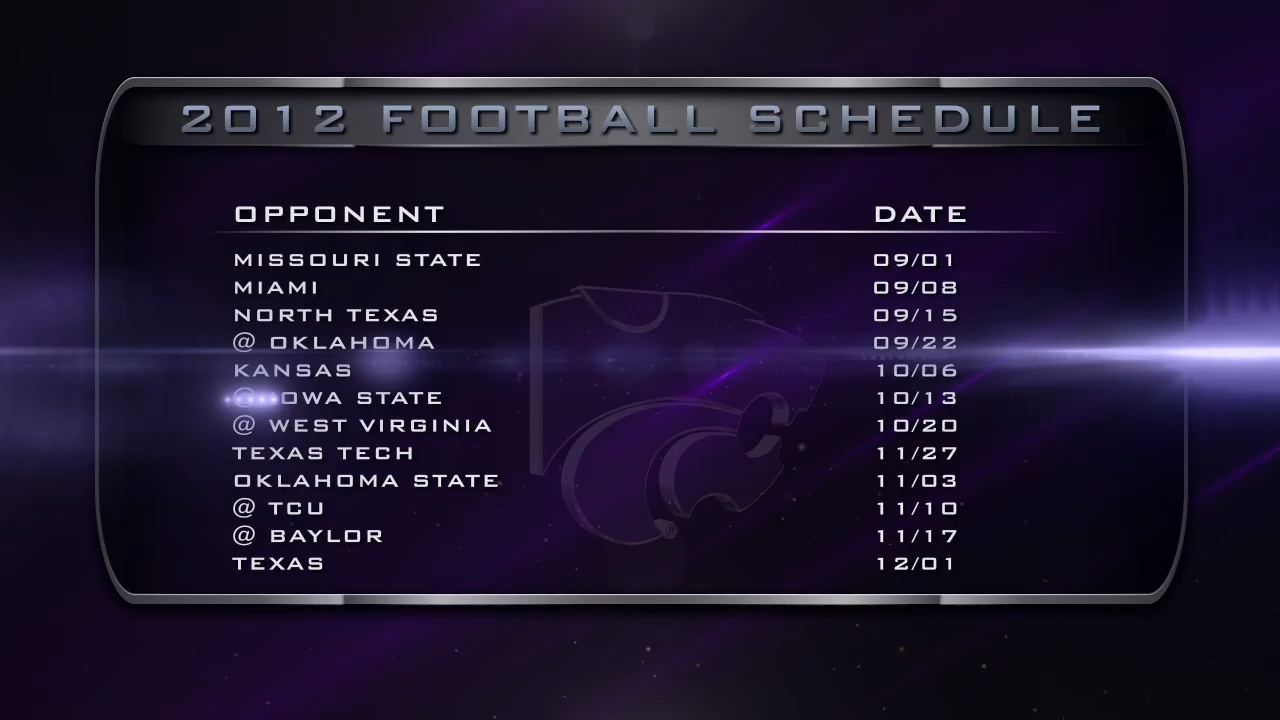 2012 FOOTBALL SCHEDULE
OPPONENT DATE
MISSOURI STATE 09/01
MIAMI 09/08
NORTH TEXAS 09/15
@ OKLAHOMA 09/22
KANSAS 10/06
@ IOWA STATE 10/13
@ WEST VIRGINIA 10/20
TEXAS TECH 11/27
OKLAHOMA STATE 11/03
@ TCU 11/10
@ BAYLOR 11/17
TEXAS 12/01